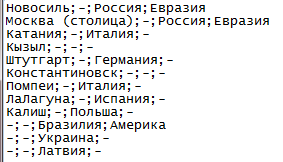 Новосиль;-;Россия;Евразия
Москва (столица);-;Россия;Евразия
Катания;-;Италия;-
Кызыл;-;-;-
Штутгарт;-;Германия;-
Константиновск;-;-;-
Помпеи;-;Италия;-
ЛаЛагуна;-;Испания;-
Калиш;-;Польша;-
-;-;Бразилия;Америка
-;-;Украина;-
-;-;Латвия;-